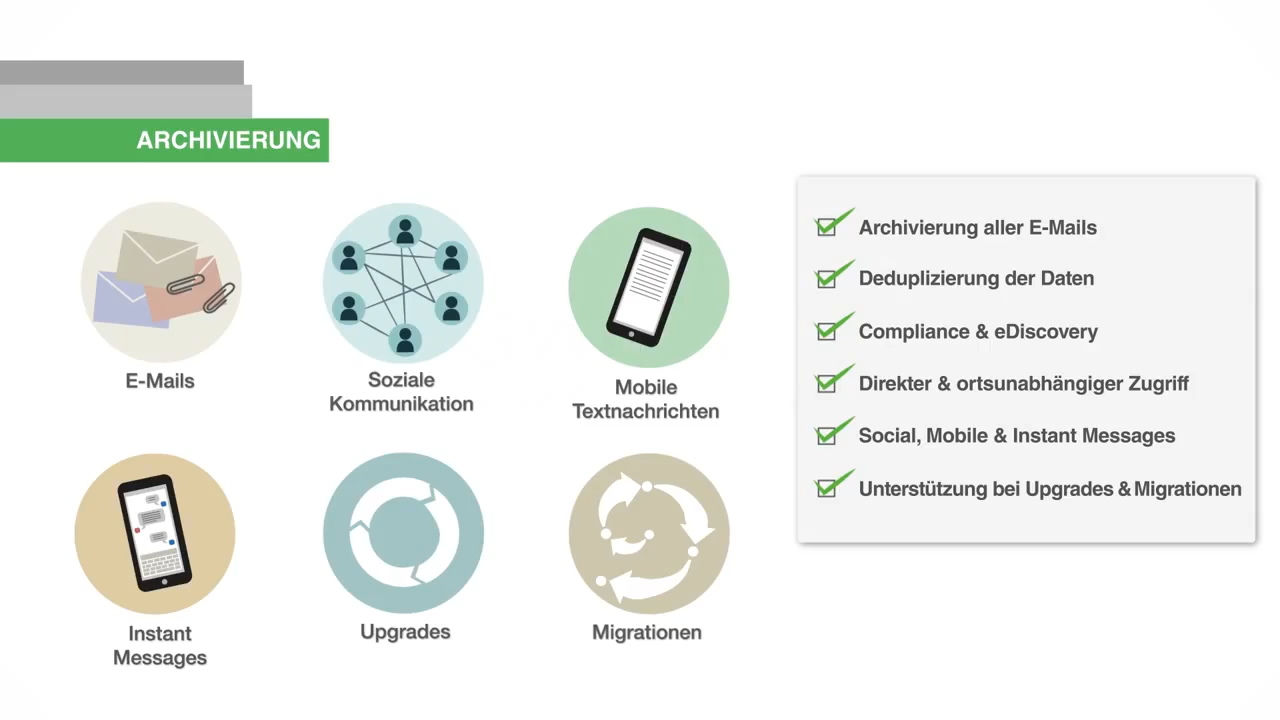 ARCHIVIERUNG
E-Mails
Soziale
Kommunikation
Mobile
Textnachrichten
Instant
Messages
Upgrades
Migrationen
Archivierung aller E-Mails
Deduplizierung der Daten
Compliance & eDiscovery
Direkter & ortsunabhängiger Zugriff
Social, Mobile & Instant Messages
Unterstützung bei Upgrades & Migrationen